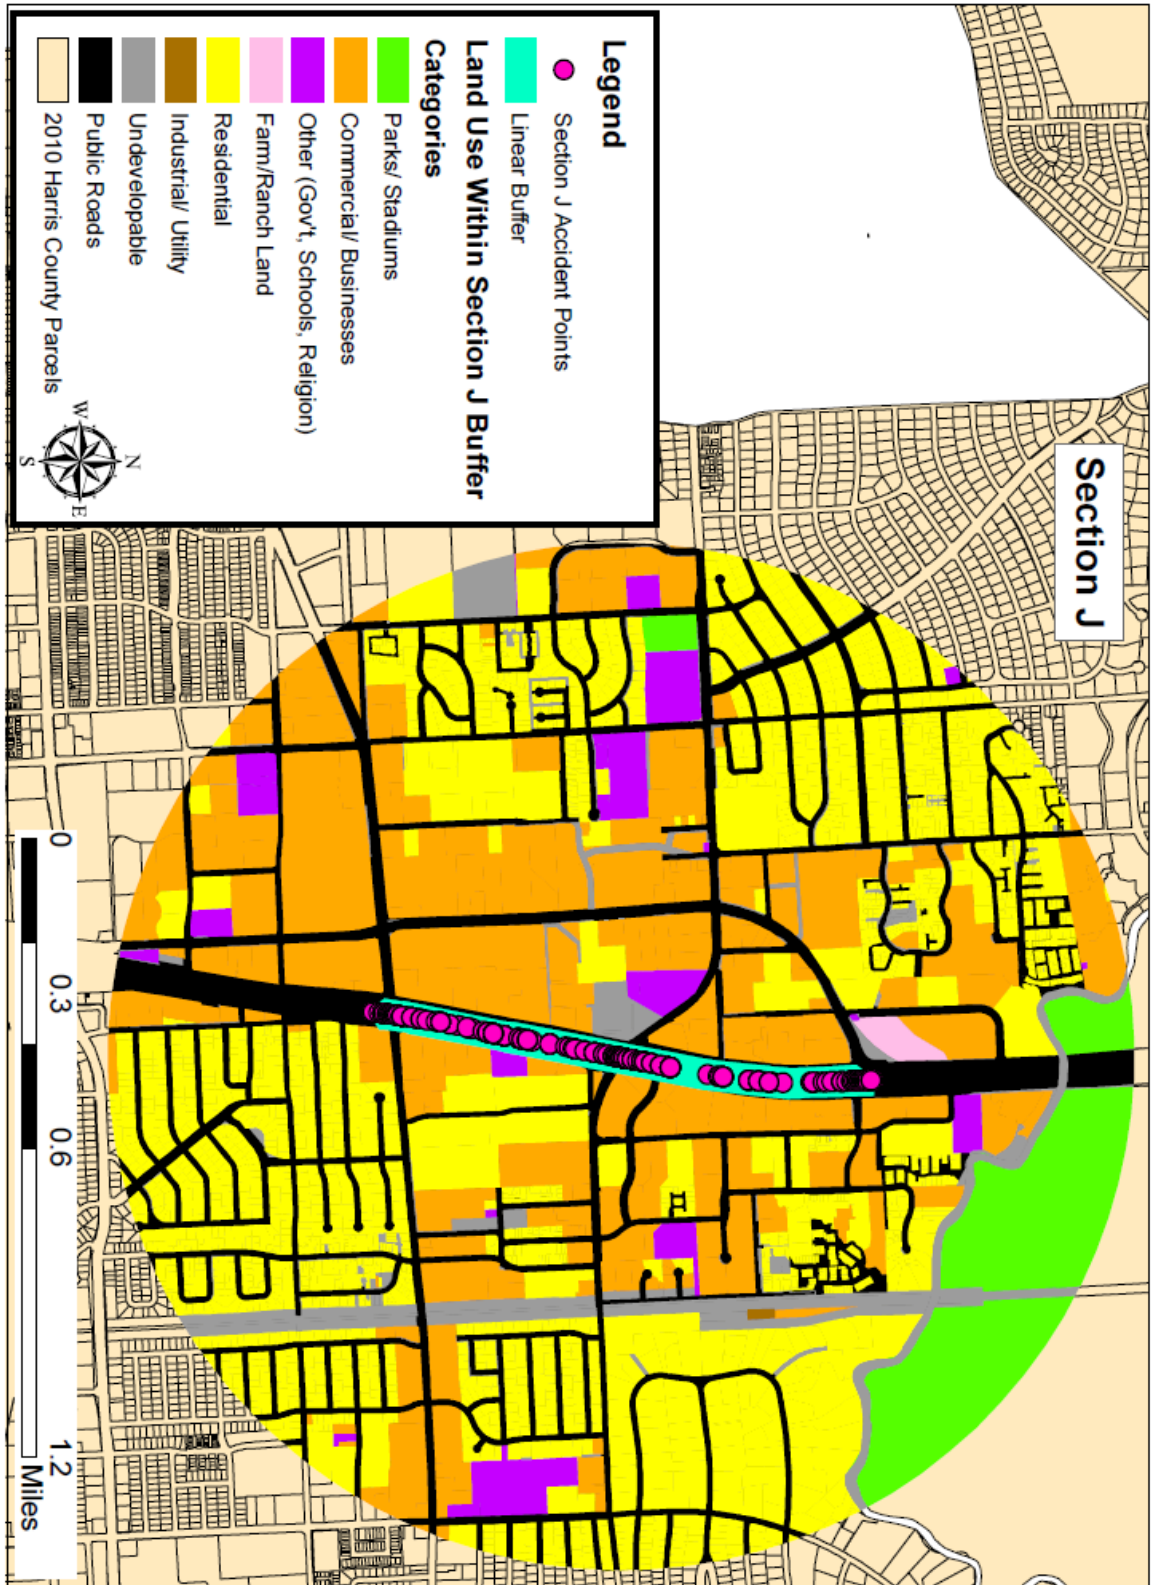 Section J
Legend
Section J Accident Points
Linear Buffer
Land Use Within Section J Buffer
Categories
Parks/ Stadiums
Commercial/ Businesses
Other (Gov't, Schools, Religion)
Farm/Ranch Land
Residential
Industrial/ Utility
Undevelopable
Public Roads
2010 Harris County Parcels
N
W
E
S
0 0.3 0.6 1.2
Miles